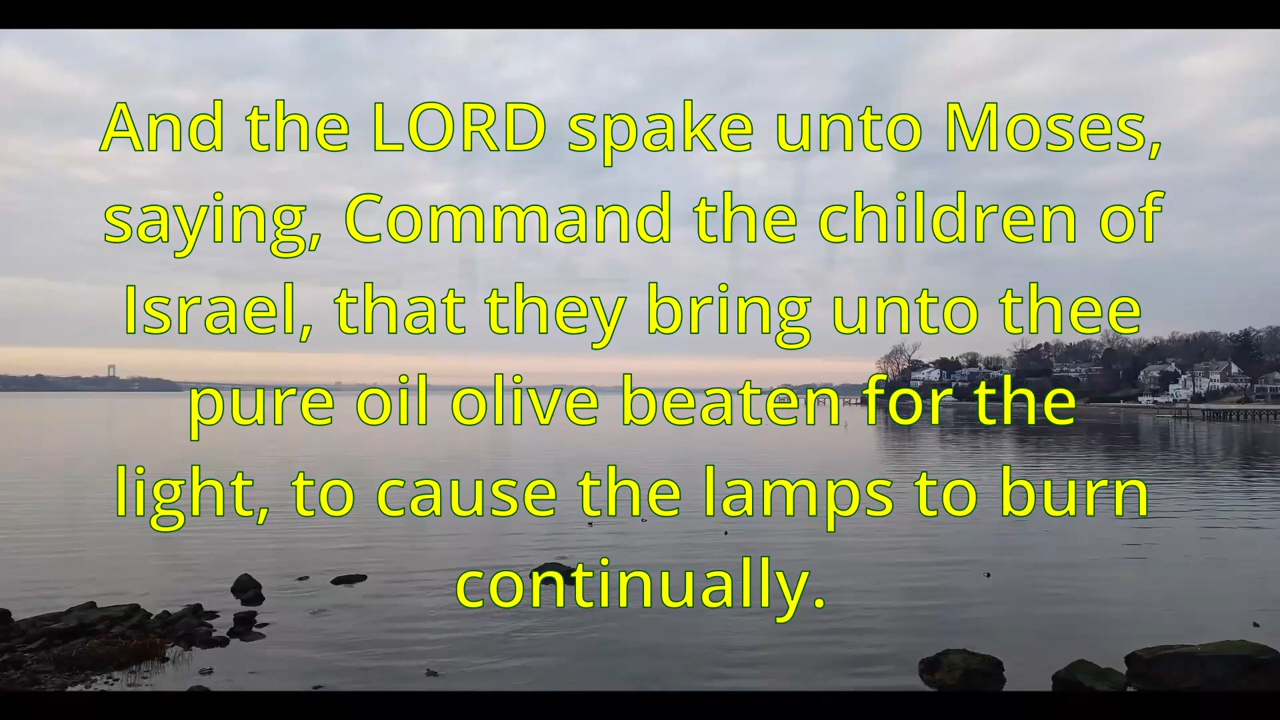 And the LORD spake unto Moses,
saying, Command the children of
Israel, that they bring unto thee
pure oil olive beaten for the
light, to cause the lamps to burn
continually.